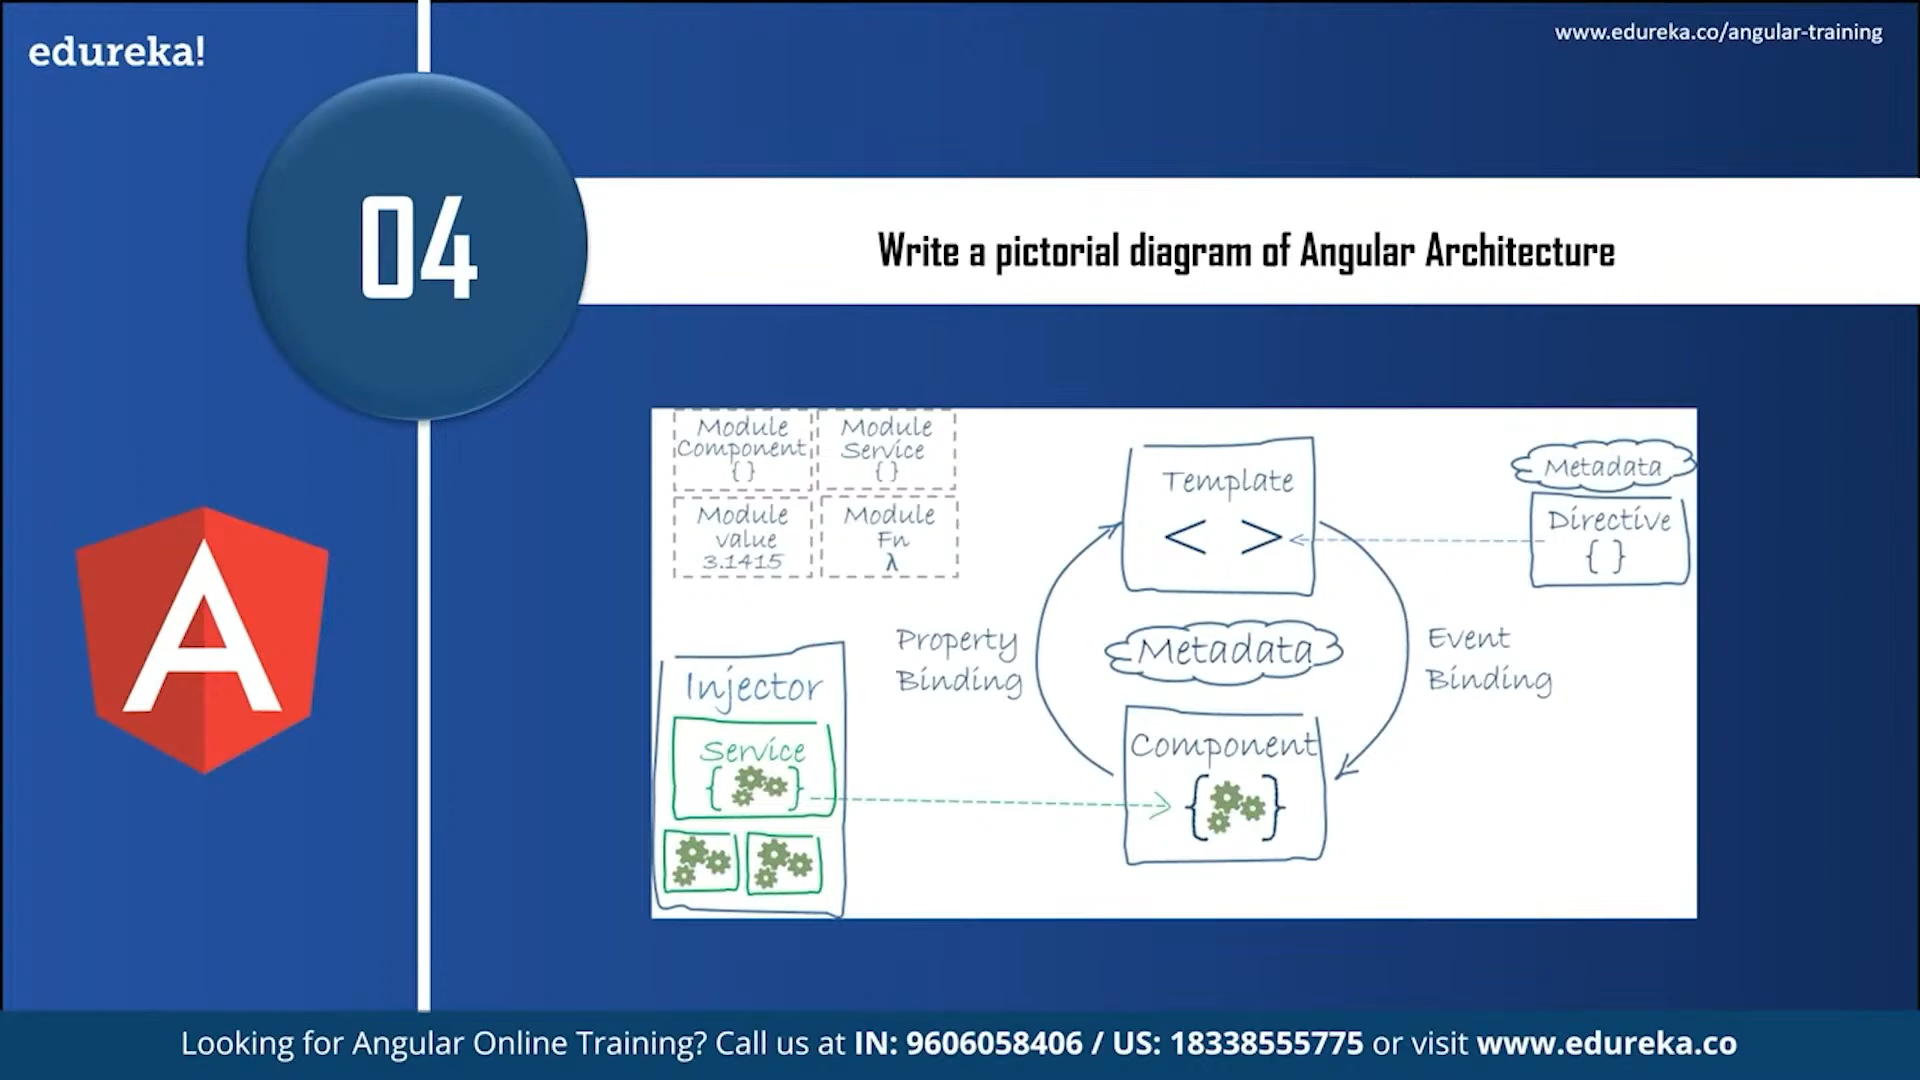 edureka!
www.edureka.co/angular-training
04
Write a pictorial diagram of Angular Architecture
Module
Component
{ }
Module
Service
{ }
Module
value
3.1415
Module
Fn
λ
Template
< >
Metadata
Directive
{ }
Property
Binding
Metadata
Event
Binding
Injector
Service
{ }
Component
{ }
A
Looking for Angular Online Training? Call us at IN: 9606058406 / US: 18338555775 or visit www.edureka.co